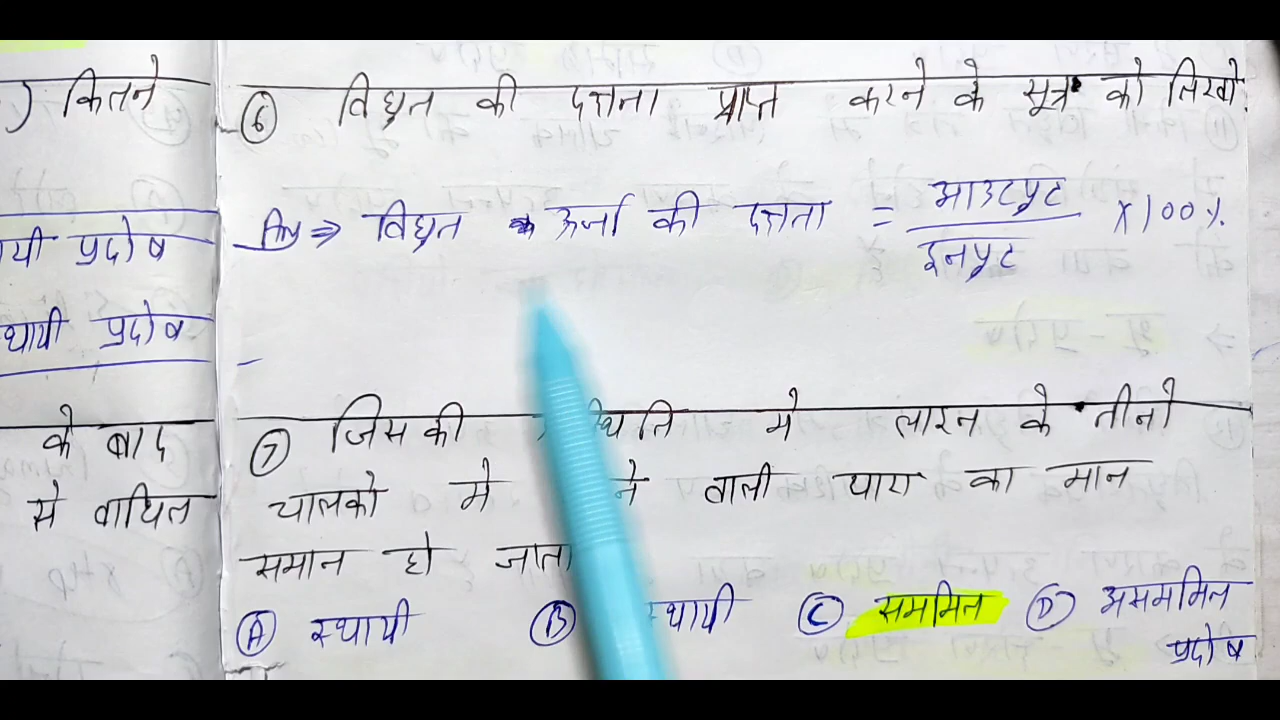 ) कितने
यी प्रदोष
थायी प्रदोष
के बाद
से वाधित
⑥ विधुत की दक्षता प्राप्त करने के सूत्र को लिखो.
Ans ⇒ विधुत ऊर्जा की दक्षता = आउटपुट / इनपुट × 100%.
⑦ जिसकी स्थिति मे लाइन के तीनो
चालको मे ने वाली धारा का मान
समान हो जाता
Ⓐ स्थायी Ⓑ स्थायी Ⓒ सममित Ⓓ असममित
प्रदोष